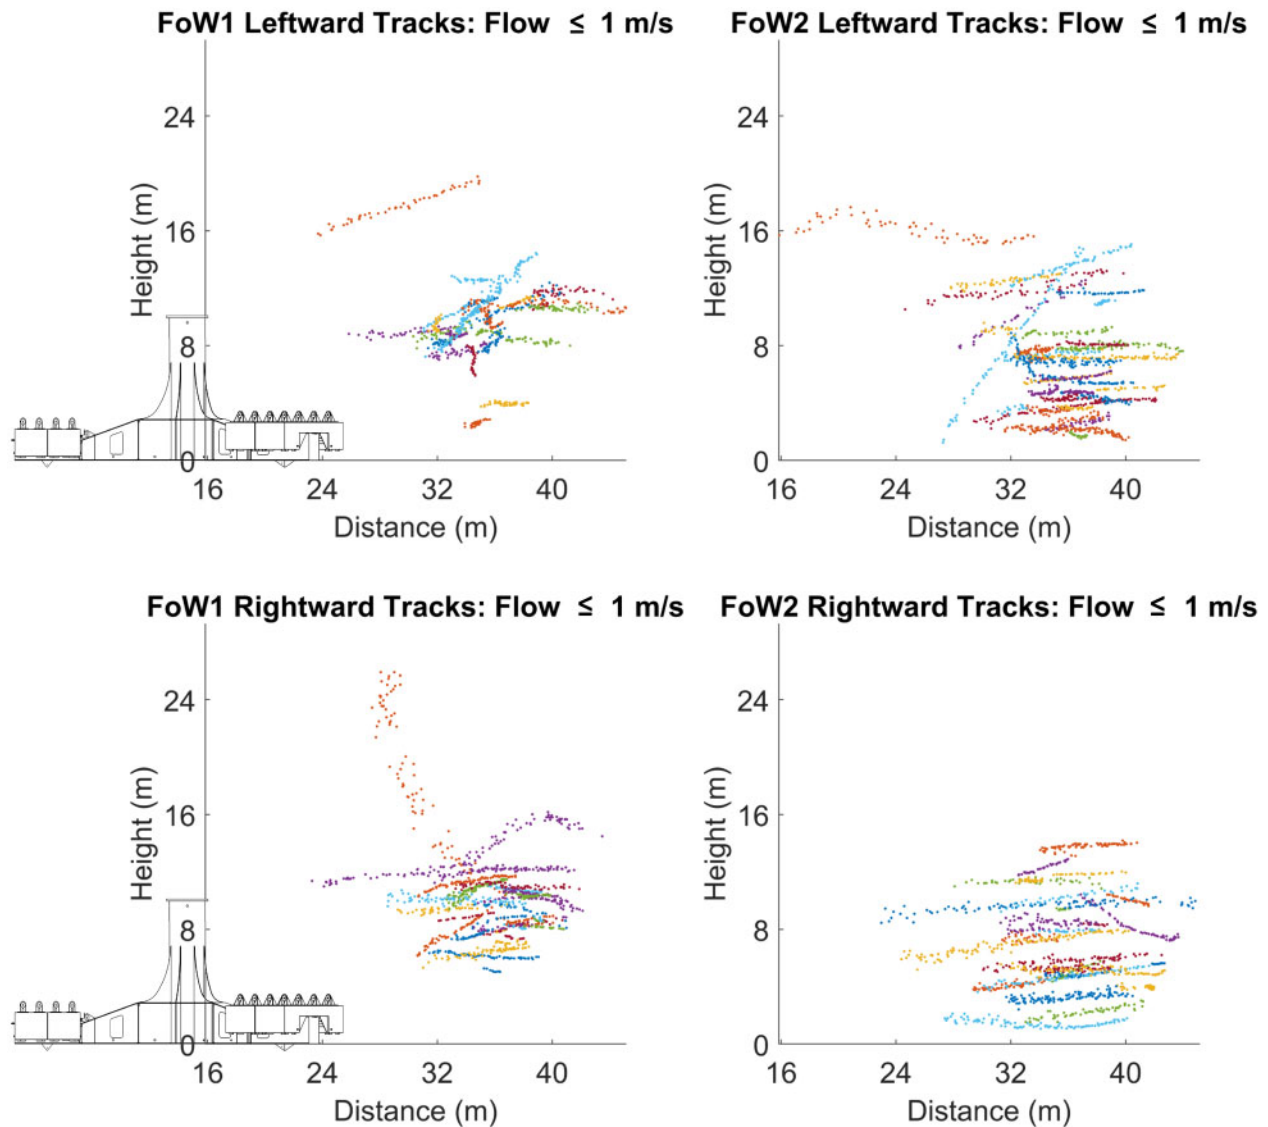 FoW1 Leftward Tracks: Flow ≤ 1 m/s
24
16
8
0
Height (m)
16 24 32 40
Distance (m)
FoW2 Leftward Tracks: Flow ≤ 1 m/s
24
16
8
0
Height (m)
16 24 32 40
Distance (m)
FoW1 Rightward Tracks: Flow ≤ 1 m/s
24
16
8
0
Height (m)
16 24 32 40
Distance (m)
FoW2 Rightward Tracks: Flow ≤ 1 m/s
24
16
8
0
Height (m)
16 24 32 40
Distance (m)